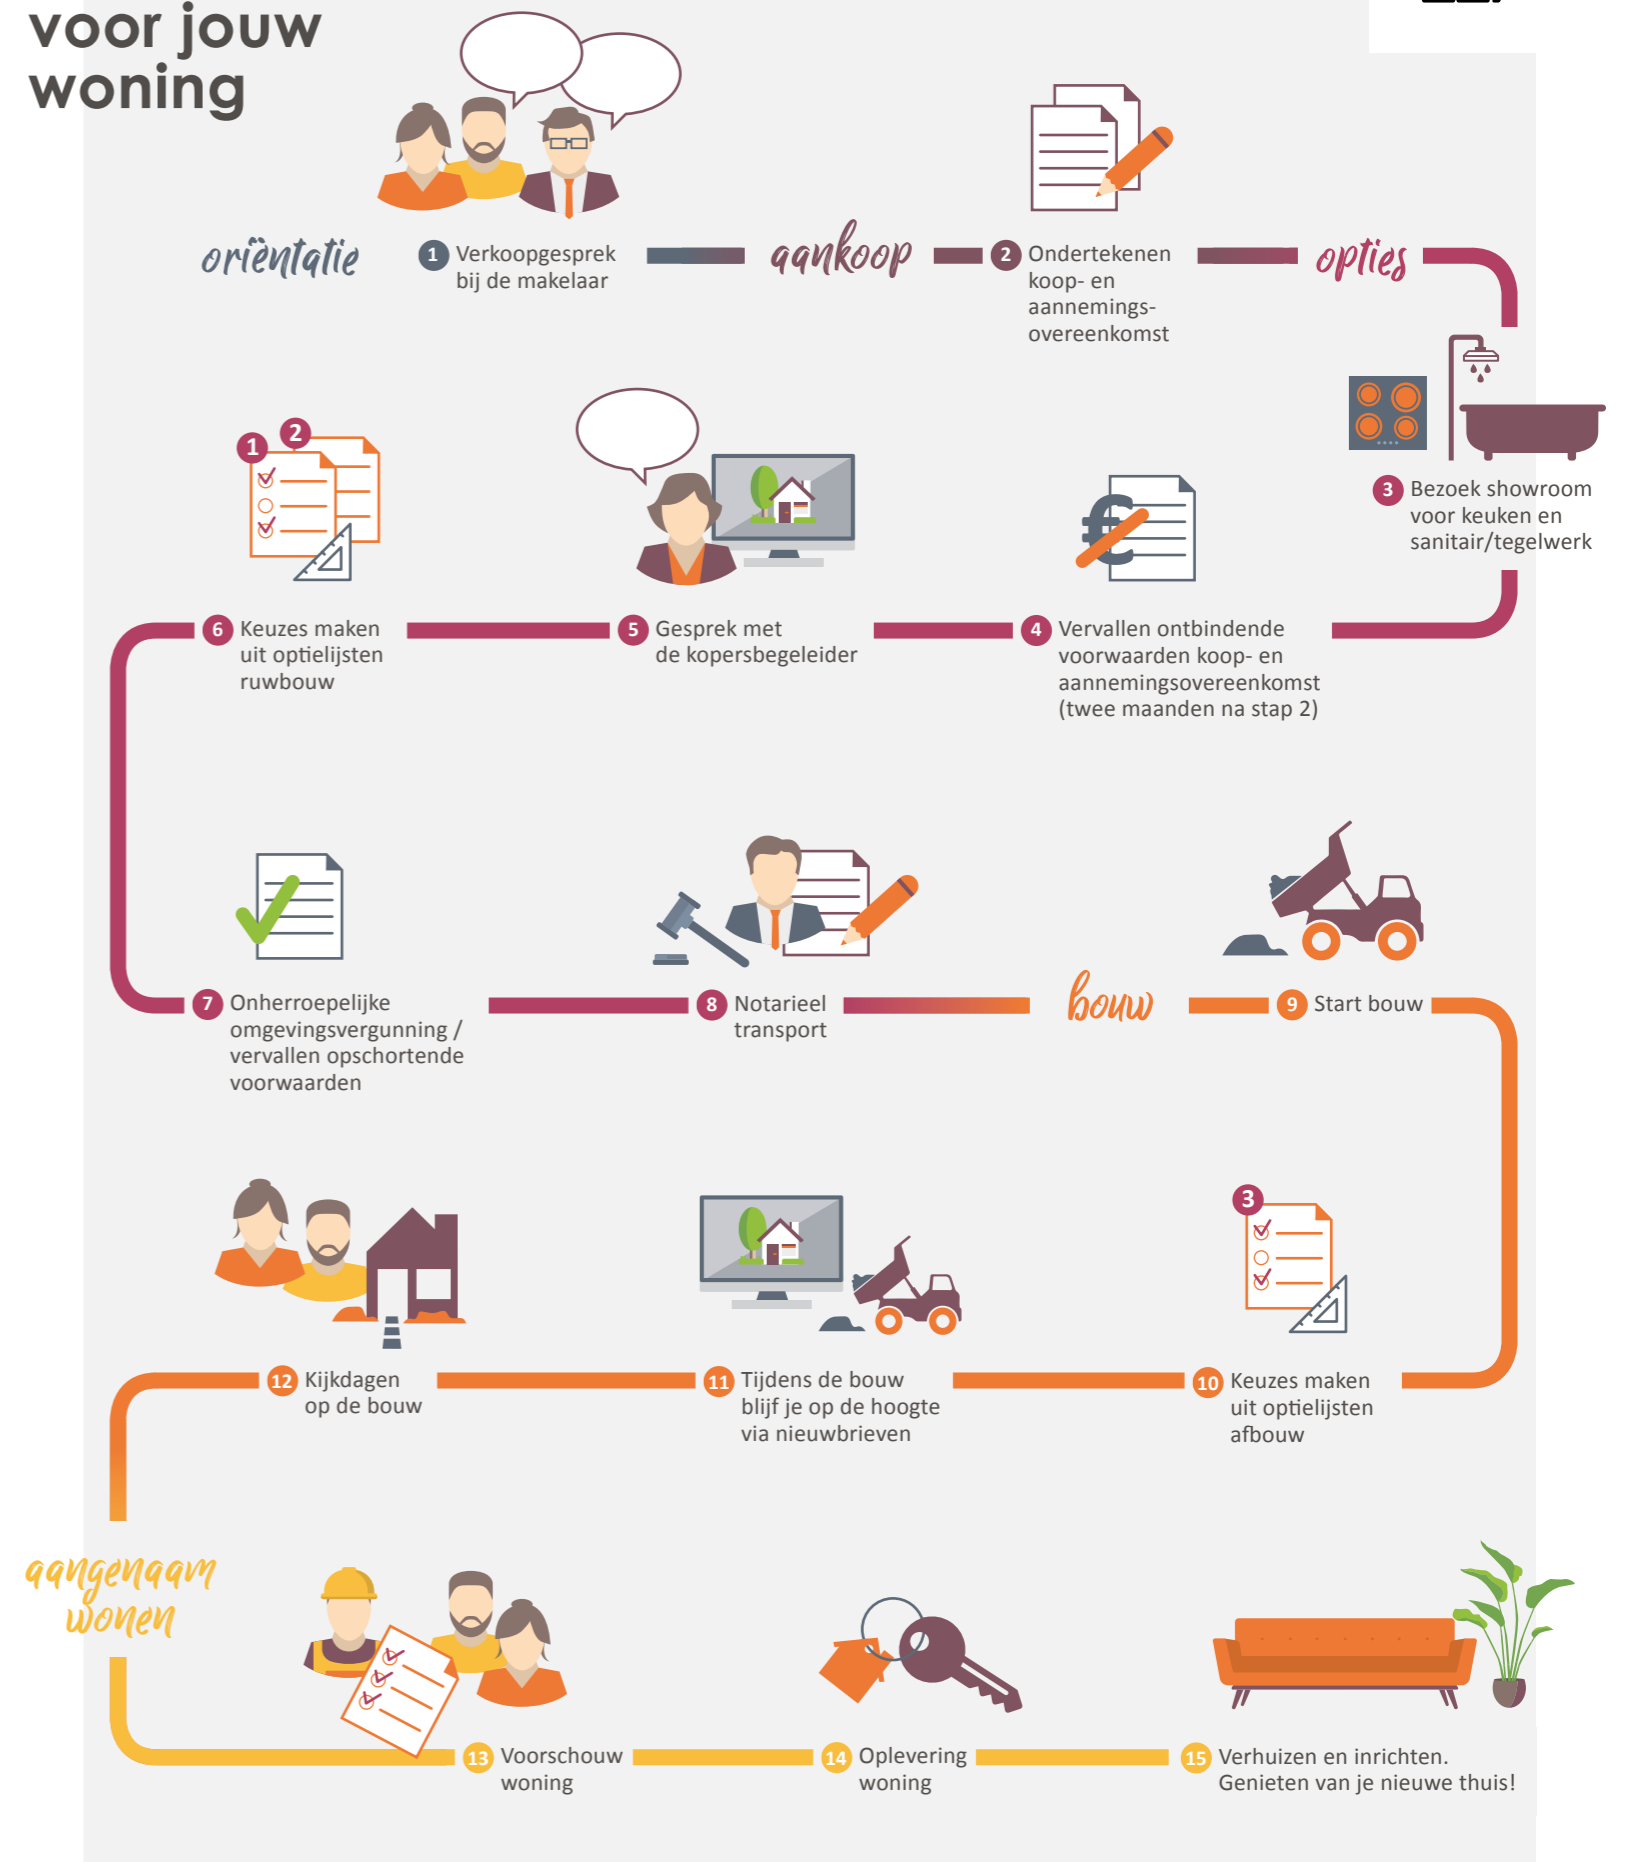 voor jouw
woning
oriëntatie
1 Verkoopgesprek
bij de makelaar
aankoop
2 Ondertekenen
koop- en
aannemings-
overeenkomst
opties
3 Bezoek showroom
voor keuken en
sanitair/tegelwerk
4 Vervallen ontbindende
voorwaarden koop- en
aannemingsovereenkomst
(twee maanden na stap 2)
€
5 Gesprek met
de kopersbegeleider
1
2
6 Keuzes maken
uit optielijsten
ruwbouw
7 Onherroepelijke
omgevingsvergunning /
vervallen opschortende
voorwaarden
8 Notarieel
transport
bouw
9 Start bouw
3
10 Keuzes maken
uit optielijsten
afbouw
11 Tijdens de bouw
blijf je op de hoogte
via nieuwbrieven
12 Kijkdagen
op de bouw
aangenaam
wonen
13 Voorschouw
woning
14 Oplevering
woning
15 Verhuizen en inrichten.
Genieten van je nieuwe thuis!